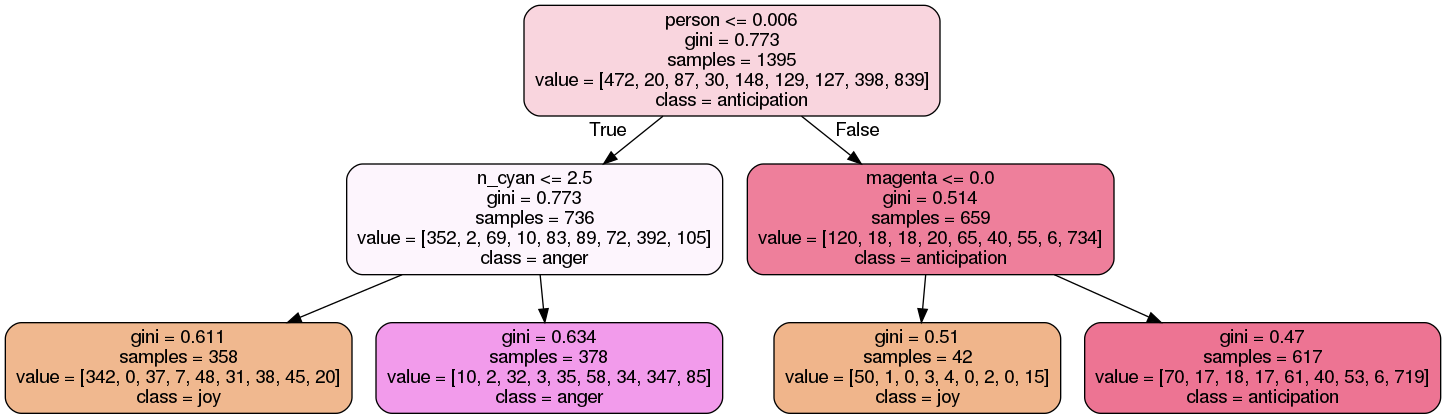 person <= 0.006
gini = 0.773
samples = 1395
value = [472, 20, 87, 30, 148, 129, 127, 398, 839]
class = anticipation
True
False
n_cyan <= 2.5
gini = 0.773
samples = 736
value = [352, 2, 69, 10, 83, 89, 72, 392, 105]
class = anger
magenta <= 0.0
gini = 0.514
samples = 659
value = [120, 18, 18, 20, 65, 40, 55, 6, 734]
class = anticipation
gini = 0.611
samples = 358
value = [342, 0, 37, 7, 48, 31, 38, 45, 20]
class = joy
gini = 0.634
samples = 378
value = [10, 2, 32, 3, 35, 58, 34, 347, 85]
class = anger
gini = 0.51
samples = 42
value = [50, 1, 0, 3, 4, 0, 2, 0, 15]
class = joy
gini = 0.47
samples = 617
value = [70, 17, 18, 17, 61, 40, 53, 6, 719]
class = anticipation